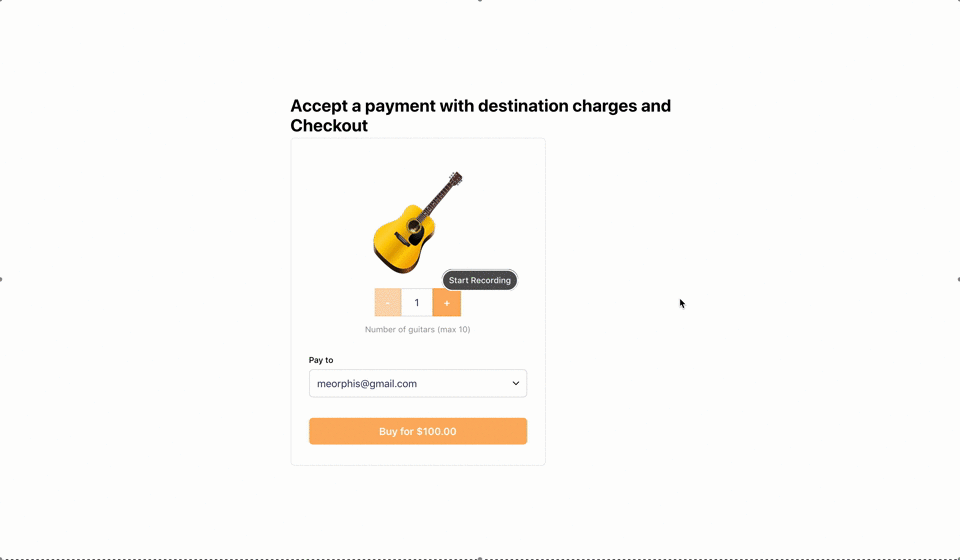 Accept a payment with destination charges and
Checkout
Start Recording
- 1 +
Number of guitars (max 10)
Pay to
meorphis@gmail.com
Buy for $100.00